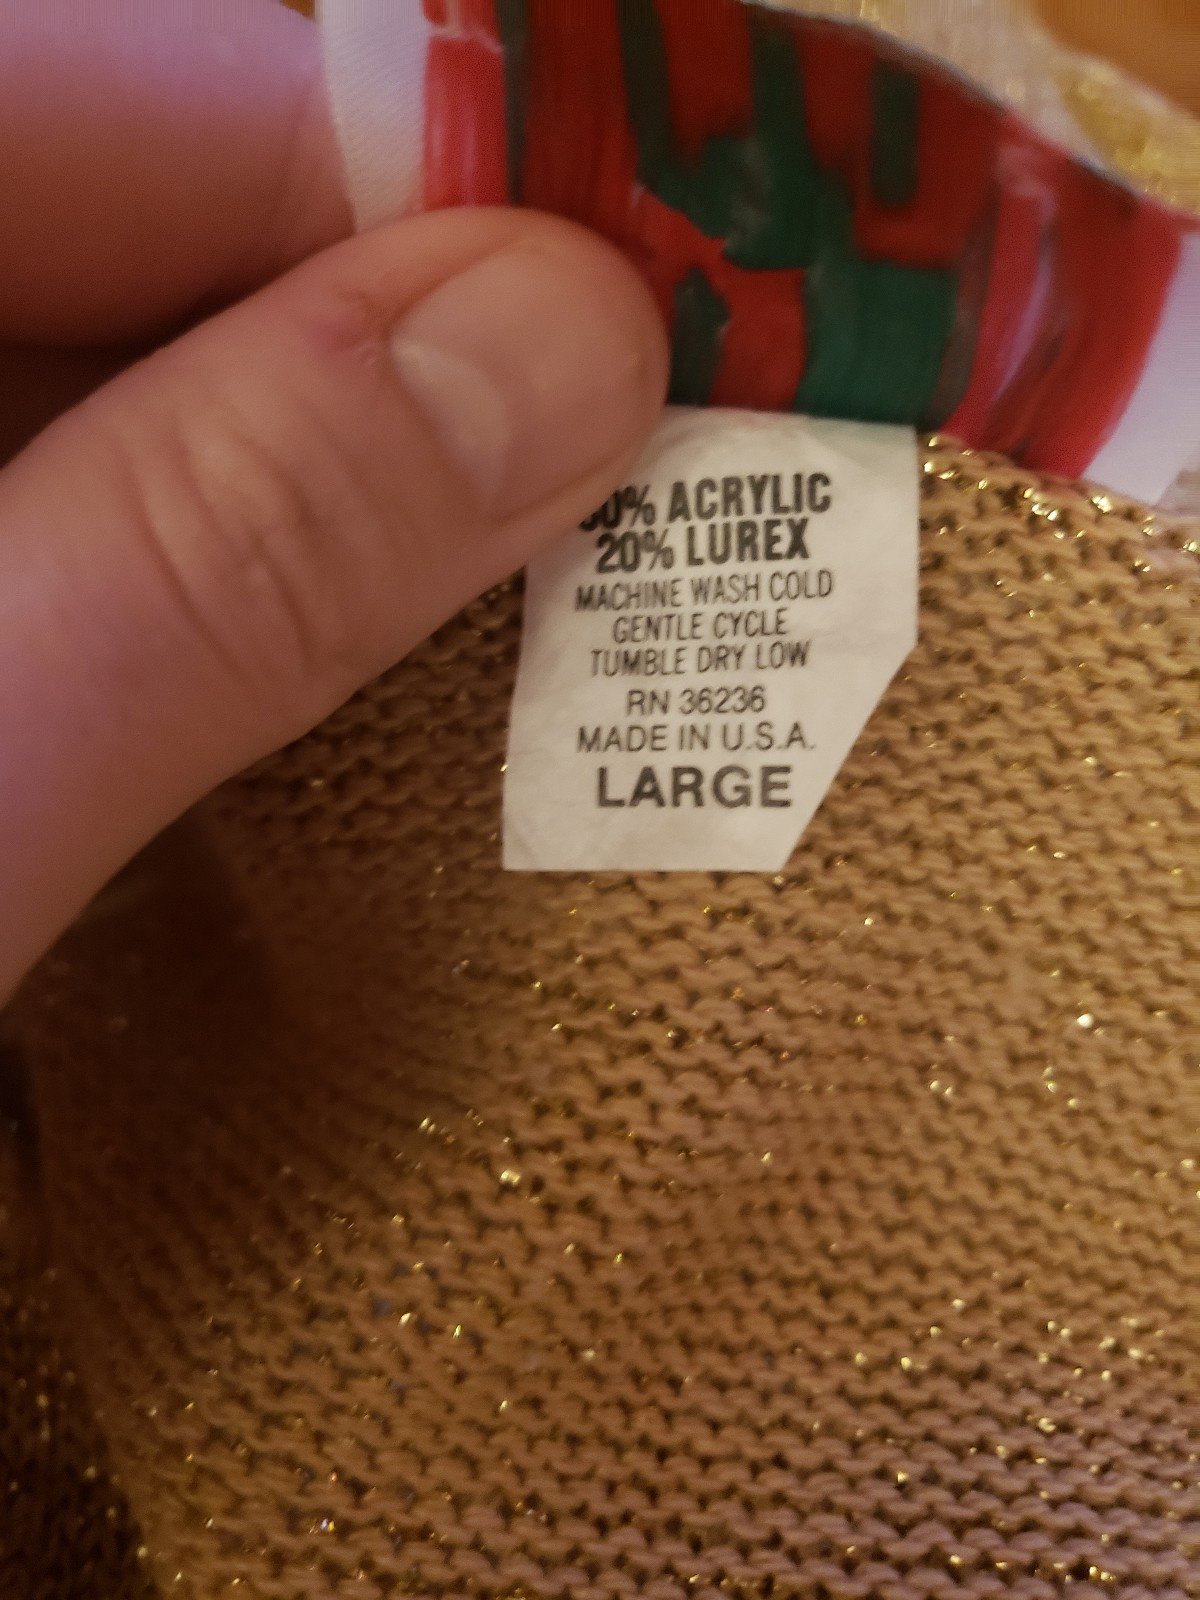 ACRYLIC
20% LUREX
MACHINE WASH COLD
GENTLE CYCLE
TUMBLE DRY LOW
RN 36236
MADE IN U.S.A.
LARGE